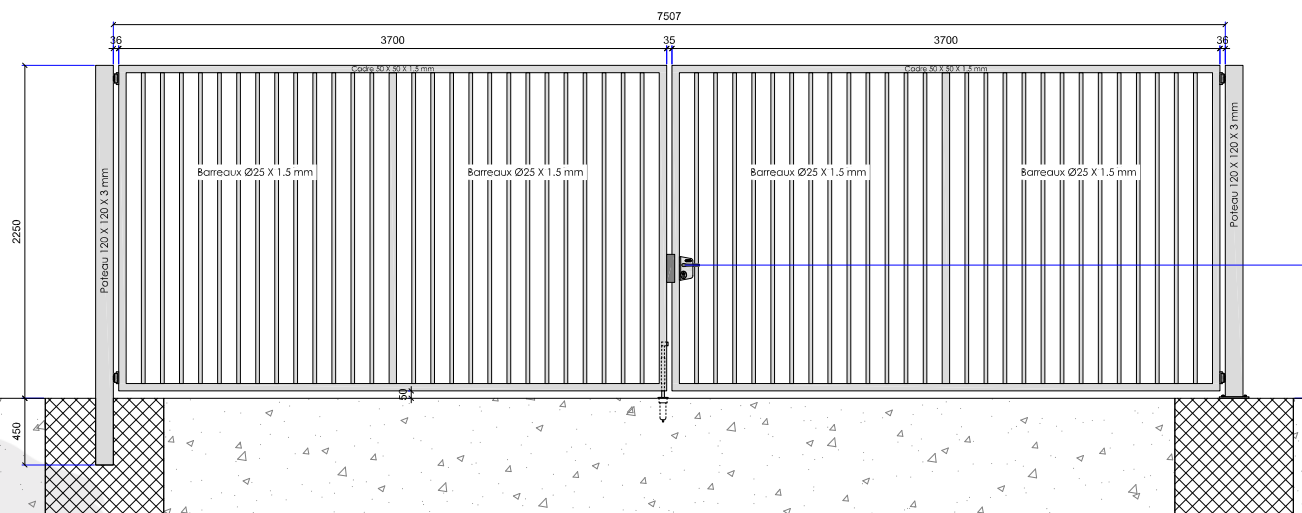 7507
36
3700
35
3700
36
Cadre 50 X 50 X 1.5 mm
Cadre 50 X 50 X 1.5 mm
Barreaux Ø25 X 1.5 mm
Barreaux Ø25 X 1.5 mm
Barreaux Ø25 X 1.5 mm
Barreaux Ø25 X 1.5 mm
Poteau 120 X 120 X 3 mm
Poteau 120 X 120 X 3 mm
2250
50
450